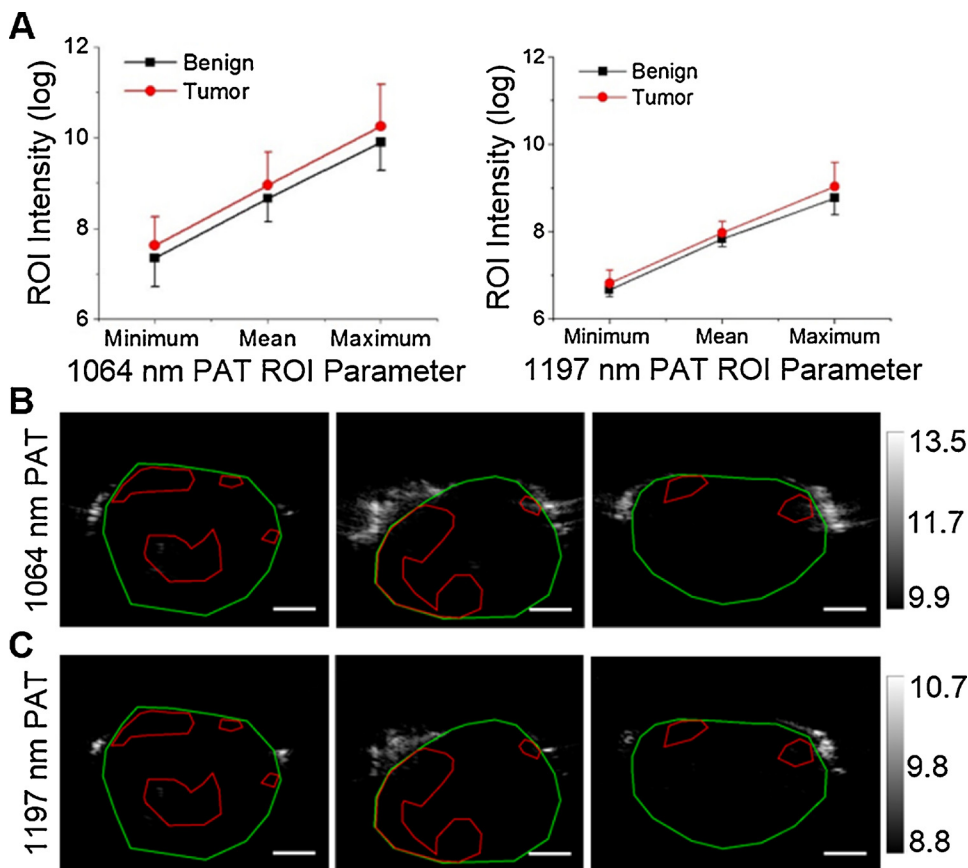 A
12
10
8
6
ROI Intensity (log)
Benign
Tumor
Minimum Mean Maximum
1064 nm PAT ROI Parameter
12
10
8
6
ROI Intensity (log)
Benign
Tumor
Minimum Mean Maximum
1197 nm PAT ROI Parameter
B
1064 nm PAT
13.5
11.7
9.9
C
1197 nm PAT
10.7
9.8
8.8